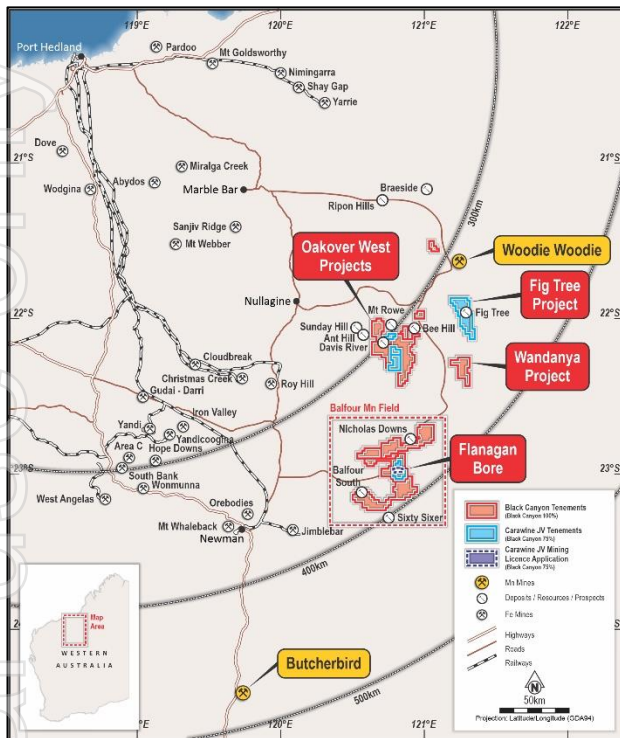 119°E
120°E
121°E
122°E
Port Hedland
Pardoo
Mt Goldsworthy
Nimingarra
Shay Gap
Yarrie
Dove
21°S
21°S
Miralga Creek
Abydos
Wodgina
Marble Bar
Braeside
Ripon Hills
300km
Sanjiv Ridge
Mt Webber
Oakover West
Projects
Woodie Woodie
Fig Tree
Project
Nullagine
22°S
22°S
Mt Rowe
Sunday Hill
Ant Hill
Davis River
Bee Hill
Fig Tree
Wandanya
Project
Cloudbreak
Christmas Creek
Roy Hill
Gudai - Darri
Iron Valley
Yandi
Yandicoogina
Area C
Hope Downs
South Bank
Wonmunna
West Angelas
23°S
23°S
Balfour Mn Field
Nicholas Downs
Flanagan
Bore
Balfour
South
Sixty Sixer
Orebodies
Mt Whaleback
Newman
Jimblebar
400km
500km
24°
Butcherbird
Map
Area
WESTERN
AUSTRALIA
Black Canyon Tenements
(Black Canyon 100%)
Carawine JV Tenements
(Black Canyon 75%)
Carawine JV Mining
Licence Application
(Black Canyon 75%)
Mn Mines
Deposits / Resources / Prospects
Fe Mines
Highways
Roads
Railways
N
50km
Projection: Latitude/Longitude (GDA94)
119°E
120°E
121°E